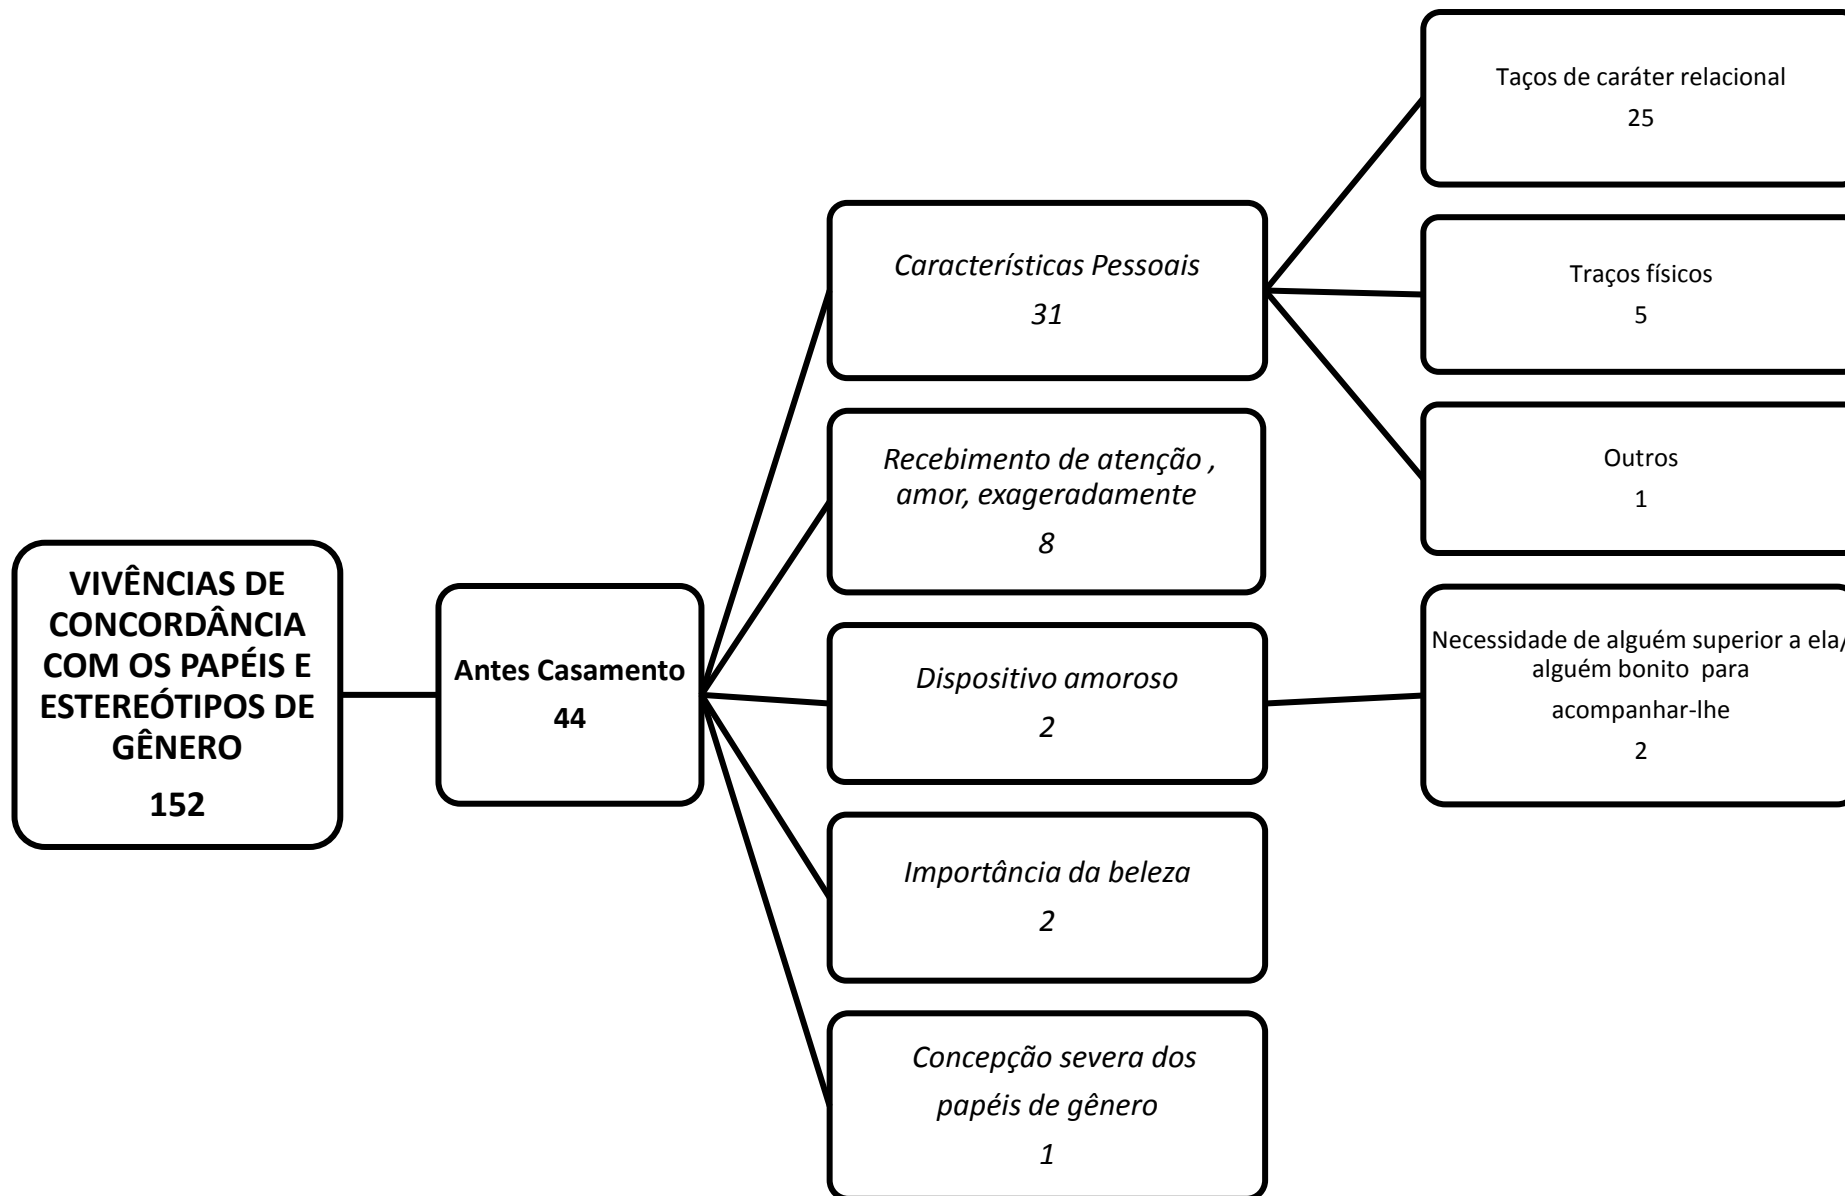 VIVÊNCIAS DE
CONCORDÂNCIA
COM OS PAPÉIS E
ESTEREÓTIPOS DE
GÊNERO
152
Antes Casamento
44
Características Pessoais
31
Recebimento de atenção ,
amor, exageradamente
8
Dispositivo amoroso
2
Importância da beleza
2
Concepção severa dos
papéis de gênero
1
Taços de caráter relacional
25
Traços físicos
5
Outros
1
Necessidade de alguém superior a ela/
alguém bonito para
acompanhar-lhe
2